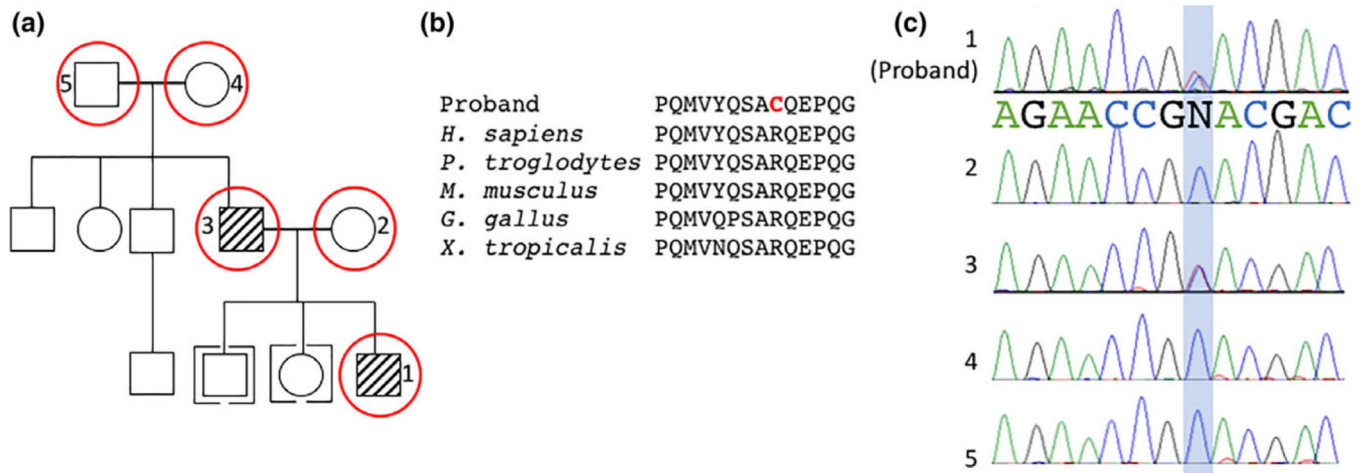 (a)
5
4
3
2
1
(b)
Proband PQMVYQSACQEPQG
H. sapiens PQMVYQSARQEPQG
P. troglodytes PQMVYQSARQEPQG
M. musculus PQMVYQSARQEPQG
G. gallus PQMVQPSARQEPQG
X. tropicalis PQMVNQSARQEPQG
(c)
1
(Proband)
AGAACCGNACGAC
2
3
4
5